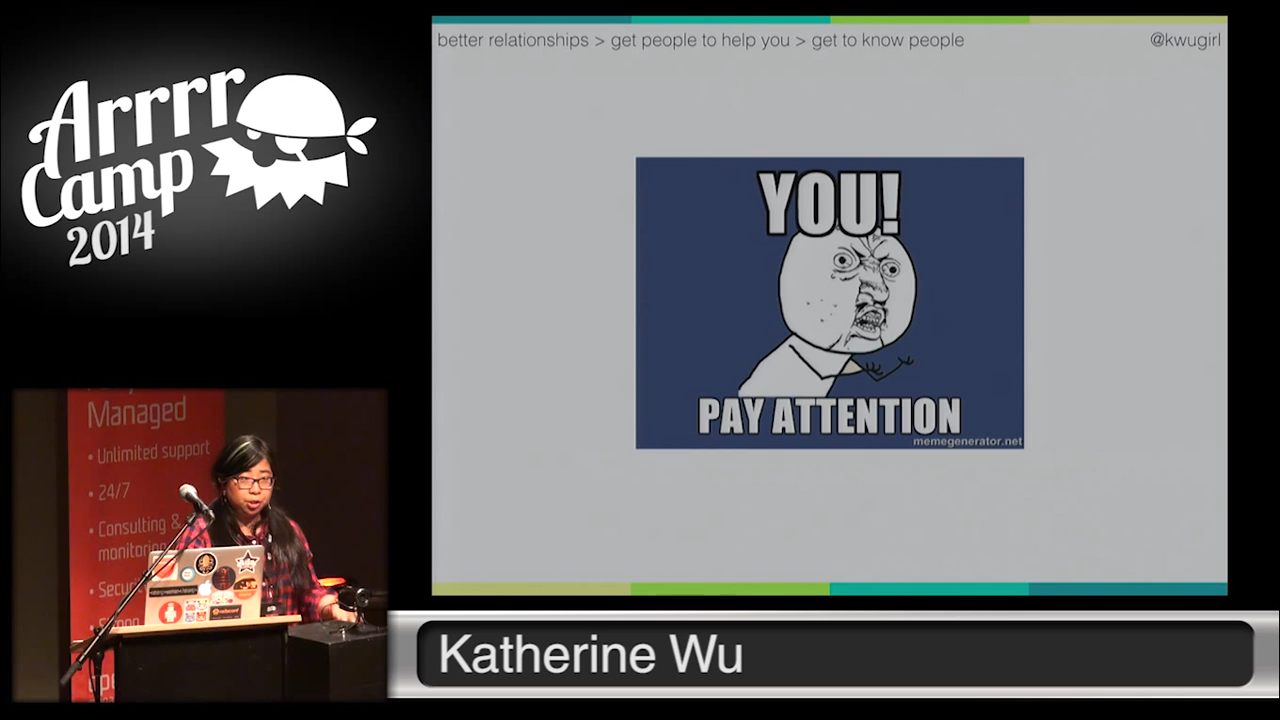 Arrrr
Camp
2014
better relationships > get people to help you > get to know people
@kwugirl
YOU!
PAY ATTENTION
memegenerator.net
Managed
• Unlimited support
• 24/7
• Consulting &
monitoring
Katherine Wu